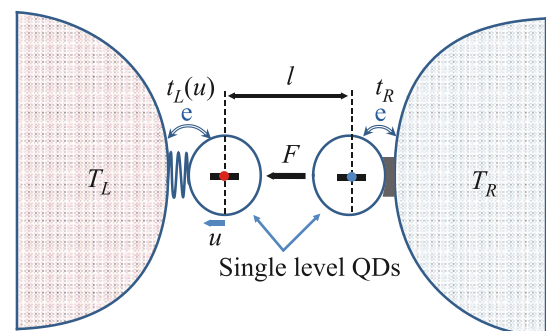 t_L(u) l t_R
e e
T_L F T_R
u
Single level QDs